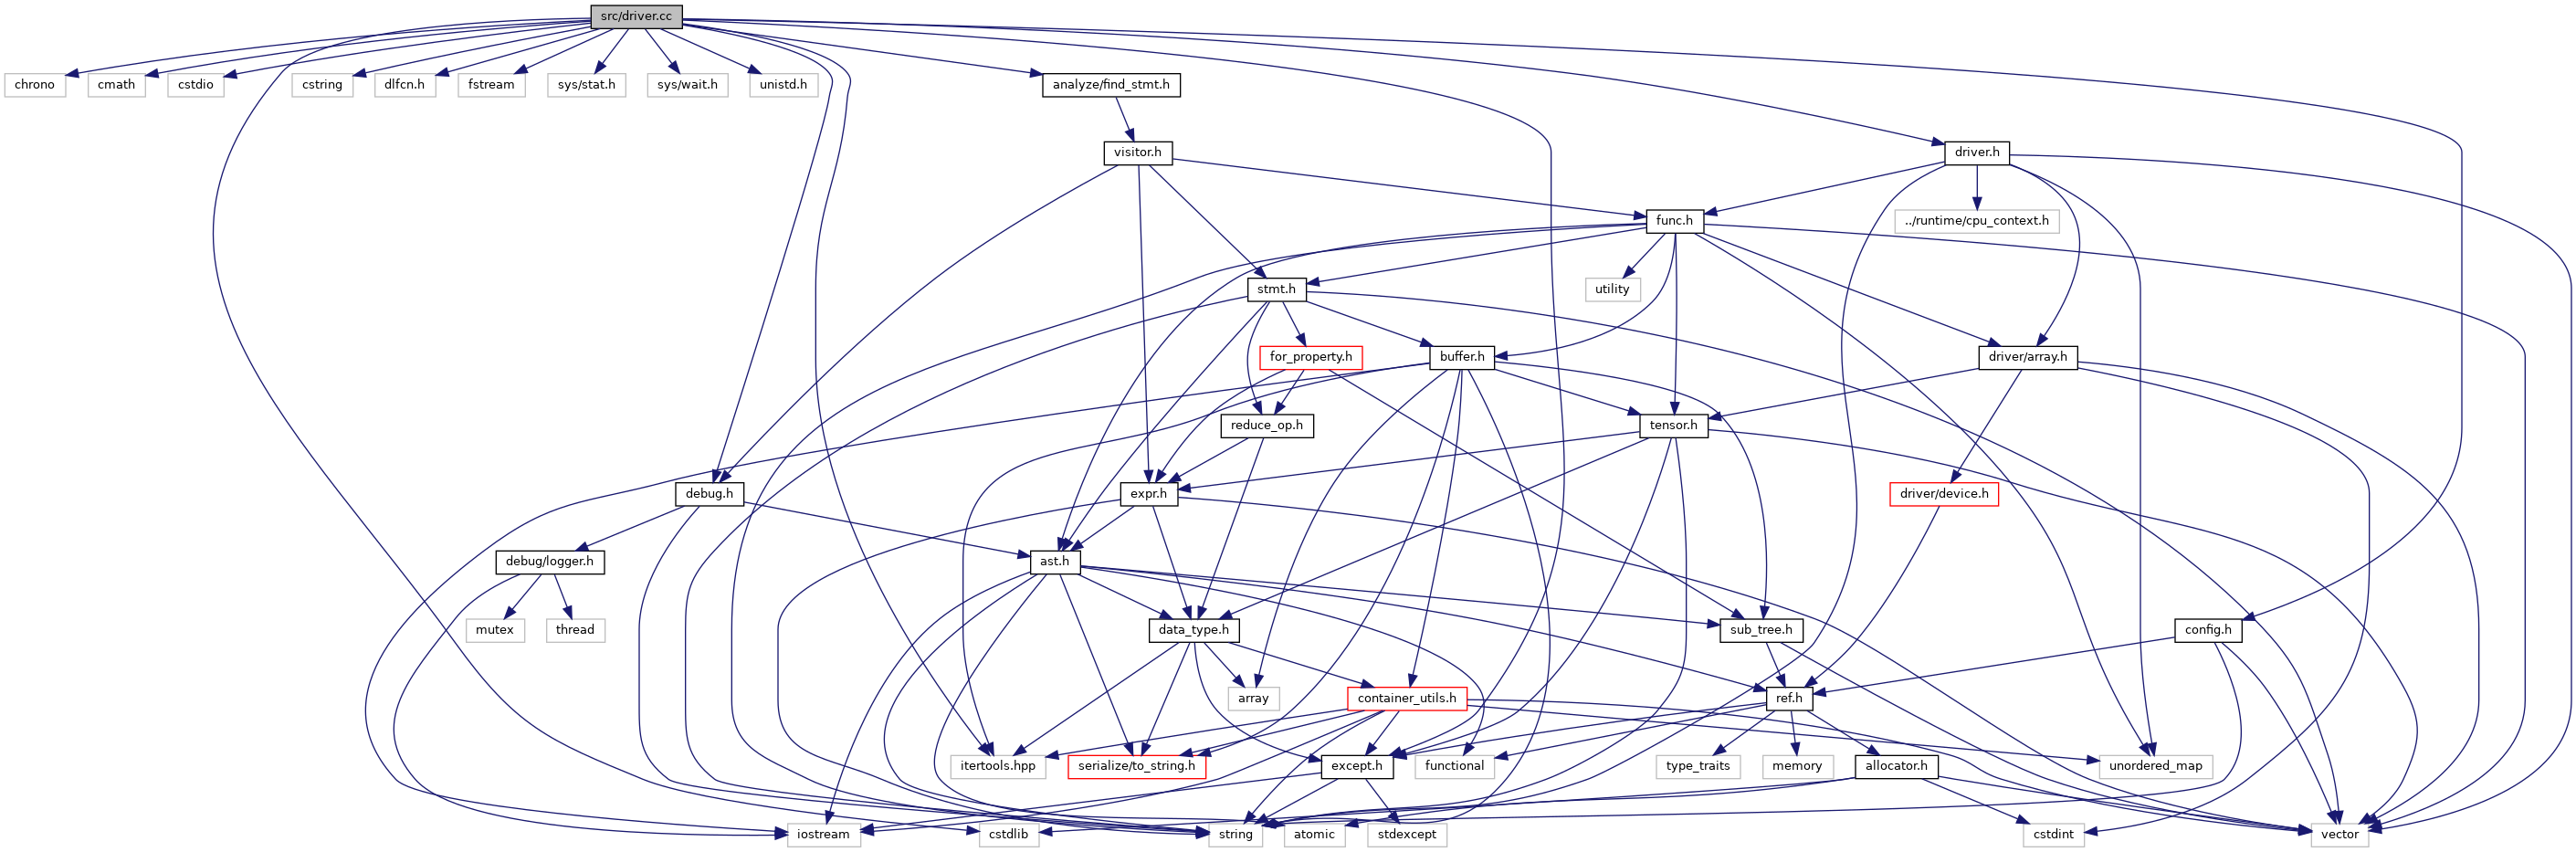 src/driver.cc
chrono
cmath
cstdio
cstring
dlfcn.h
fstream
sys/stat.h
sys/wait.h
unistd.h
analyze/find_stmt.h
visitor.h
driver.h
func.h
../runtime/cpu_context.h
stmt.h
utility
for_property.h
buffer.h
driver/array.h
reduce_op.h
tensor.h
debug.h
expr.h
driver/device.h
debug/logger.h
ast.h
mutex
thread
data_type.h
sub_tree.h
config.h
array
container_utils.h
ref.h
itertools.hpp
serialize/to_string.h
except.h
functional
type_traits
memory
allocator.h
unordered_map
iostream
cstdlib
string
atomic
stdexcept
cstdint
vector